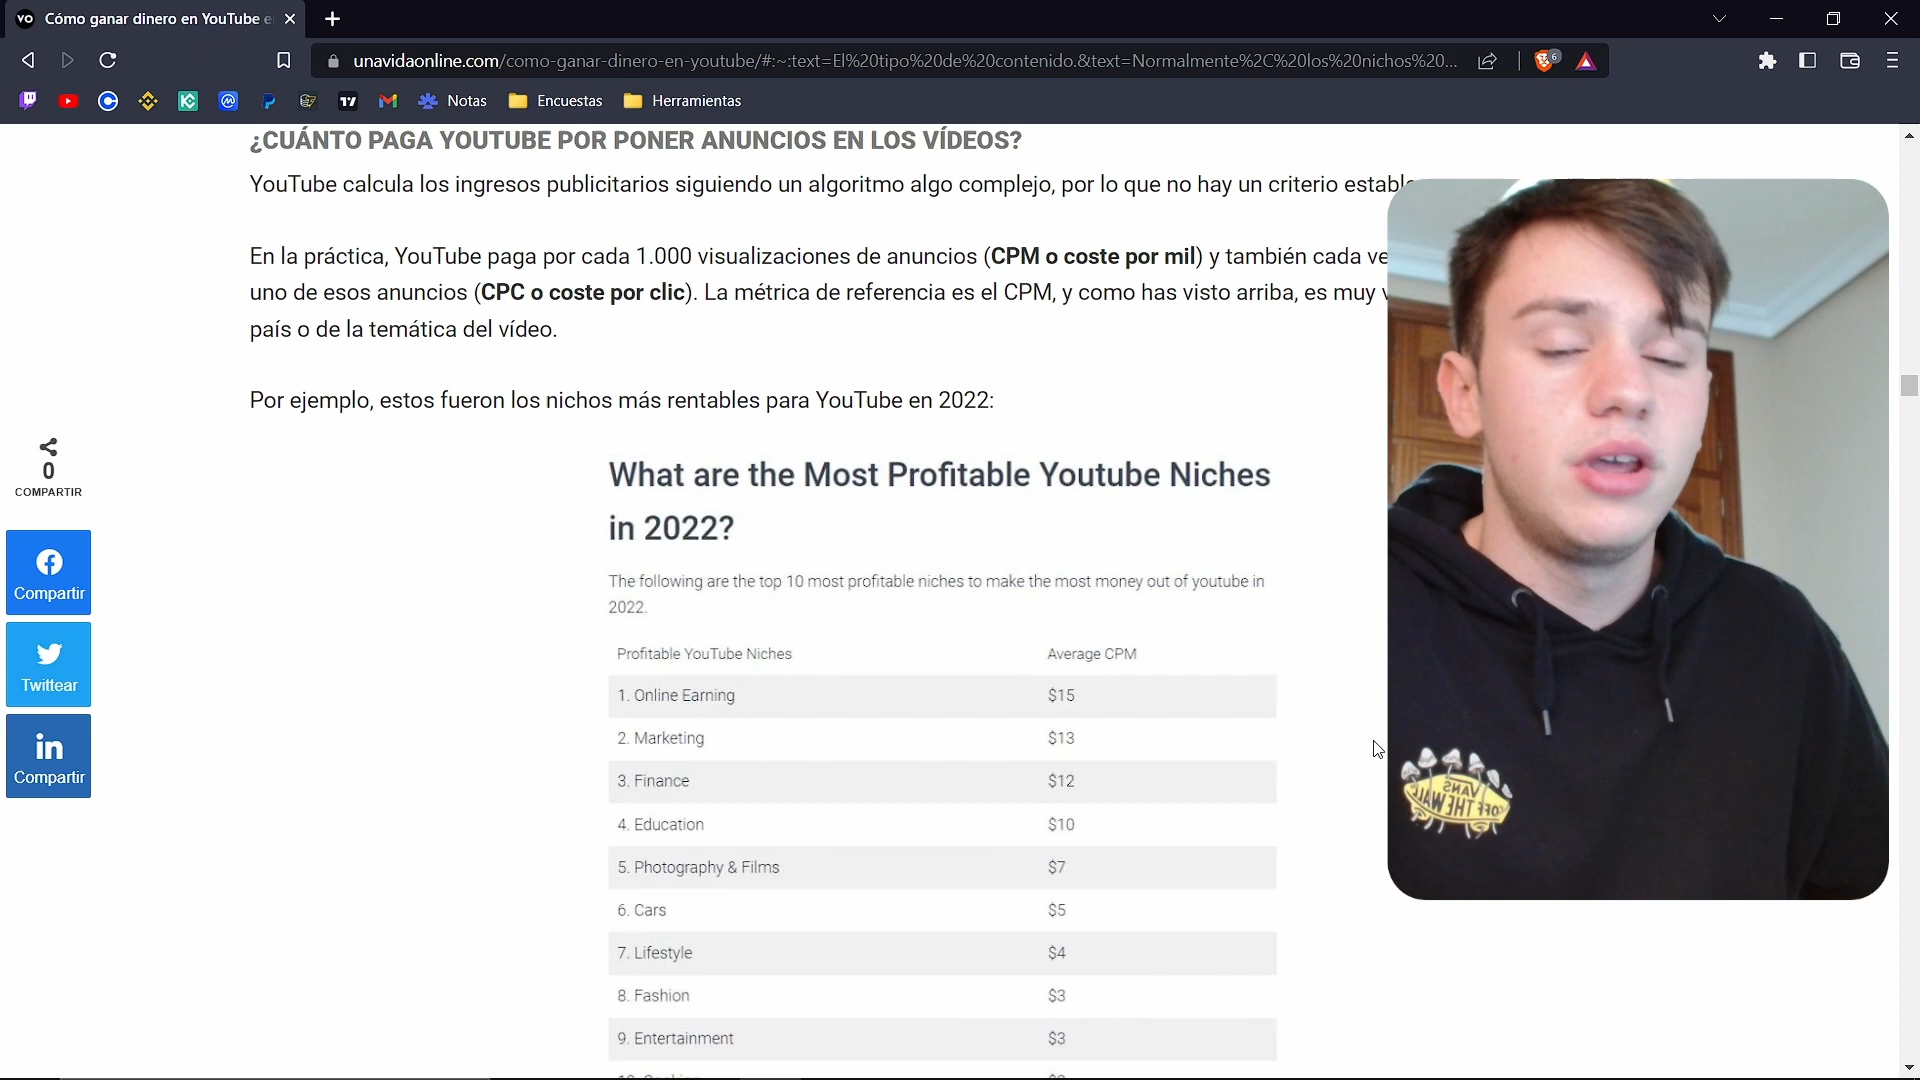 VO Cómo ganar dinero en YouTube e
unavidaonline.com/como-ganar-dinero-en-youtube/#:~:text=El%20tipo%20de%20contenido.&text=Normalmente%2C%20los%20nichos%20...
6
Notas
Encuestas
Herramientas
¿CUÁNTO PAGA YOUTUBE POR PONER ANUNCIOS EN LOS VÍDEOS?
YouTube calcula los ingresos publicitarios siguiendo un algoritmo algo complejo, por lo que no hay un criterio estable
En la práctica, YouTube paga por cada 1.000 visualizaciones de anuncios (CPM o coste por mil) y también cada ve
uno de esos anuncios (CPC o coste por clic). La métrica de referencia es el CPM, y como has visto arriba, es muy v
país o de la temática del vídeo.
Por ejemplo, estos fueron los nichos más rentables para YouTube en 2022:
0
COMPARTIR
Compartir
Twittear
in
Compartir
What are the Most Profitable Youtube Niches
in 2022?
The following are the top 10 most profitable niches to make the most money out of youtube in
2022.
Profitable YouTube Niches Average CPM
1. Online Earning $15
2. Marketing $13
3. Finance $12
4. Education $10
5. Photography & Films $7
6. Cars $5
7. Lifestyle $4
8. Fashion $3
9. Entertainment $3
VANS
OFF THE WALL